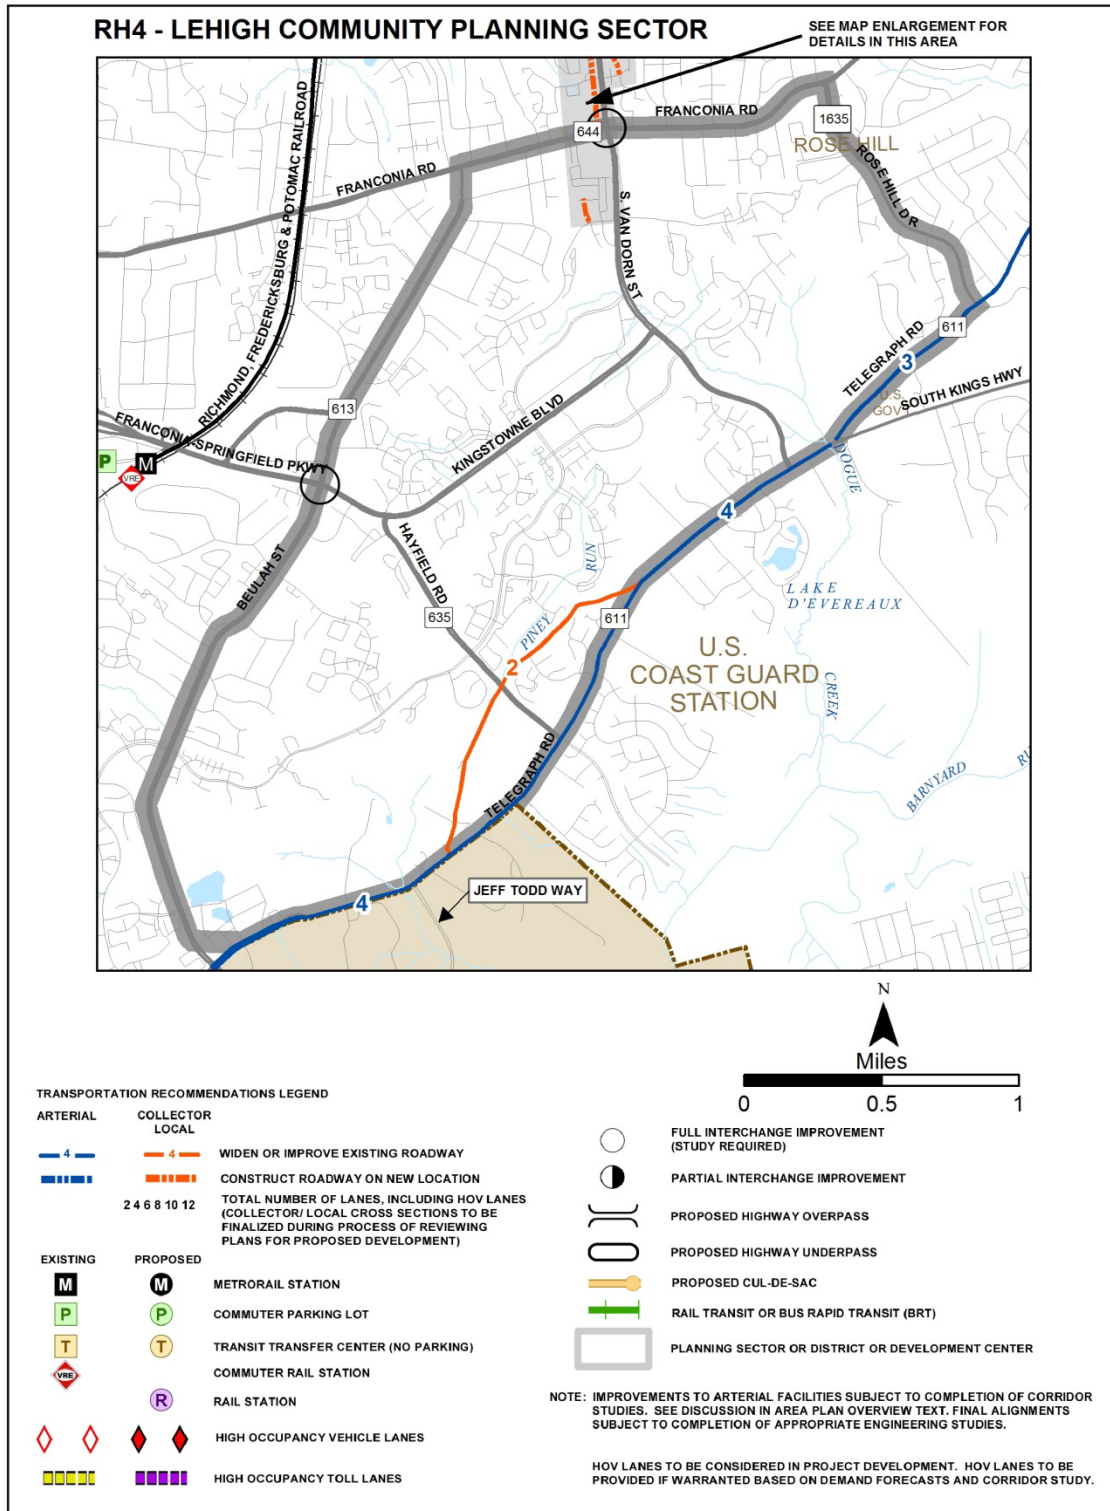 RH4 - LEHIGH COMMUNITY PLANNING SECTOR
SEE MAP ENLARGEMENT FOR
DETAILS IN THIS AREA
FRANCONIA RD
644
1635
ROSE HILL
ROSE HILL DR
FRANCONIA RD
RICHMOND, FREDERICKSBURG & POTOMAC RAILROAD
S. VAN DORN ST
611
TELEGRAPH RD
3
U.S.
GOV
SOUTH KINGS HWY
613
FRANCONIA-SPRINGFIELD PKWY
KINGSTOWNE BLVD
P
M
VRE
DOGUE
4
HAYFIELD RD
RUN
BEULAH ST
LAKE
D'EVEREAUX
635
611
PINEY
2
U.S.
COAST GUARD
STATION
CREEK
TELEGRAPH RD
BARNYARD
RU
JEFF TODD WAY
4
N
Miles
0 0.5 1
TRANSPORTATION RECOMMENDATIONS LEGEND
ARTERIAL
COLLECTOR
LOCAL
4 4 WIDEN OR IMPROVE EXISTING ROADWAY
CONSTRUCT ROADWAY ON NEW LOCATION
2 4 6 8 10 12 TOTAL NUMBER OF LANES, INCLUDING HOV LANES
(COLLECTOR/ LOCAL CROSS SECTIONS TO BE
FINALIZED DURING PROCESS OF REVIEWING
PLANS FOR PROPOSED DEVELOPMENT)
EXISTING PROPOSED
M M METRORAIL STATION
P P COMMUTER PARKING LOT
T T TRANSIT TRANSFER CENTER (NO PARKING)
VRE COMMUTER RAIL STATION
R RAIL STATION
HIGH OCCUPANCY VEHICLE LANES
HIGH OCCUPANCY TOLL LANES
FULL INTERCHANGE IMPROVEMENT
(STUDY REQUIRED)
PARTIAL INTERCHANGE IMPROVEMENT
PROPOSED HIGHWAY OVERPASS
PROPOSED HIGHWAY UNDERPASS
PROPOSED CUL-DE-SAC
RAIL TRANSIT OR BUS RAPID TRANSIT (BRT)
PLANNING SECTOR OR DISTRICT OR DEVELOPMENT CENTER
NOTE: IMPROVEMENTS TO ARTERIAL FACILITIES SUBJECT TO COMPLETION OF CORRIDOR
STUDIES. SEE DISCUSSION IN AREA PLAN OVERVIEW TEXT. FINAL ALIGNMENTS
SUBJECT TO COMPLETION OF APPROPRIATE ENGINEERING STUDIES.
HOV LANES TO BE CONSIDERED IN PROJECT DEVELOPMENT. HOV LANES TO BE
PROVIDED IF WARRANTED BASED ON DEMAND FORECASTS AND CORRIDOR STUDY.